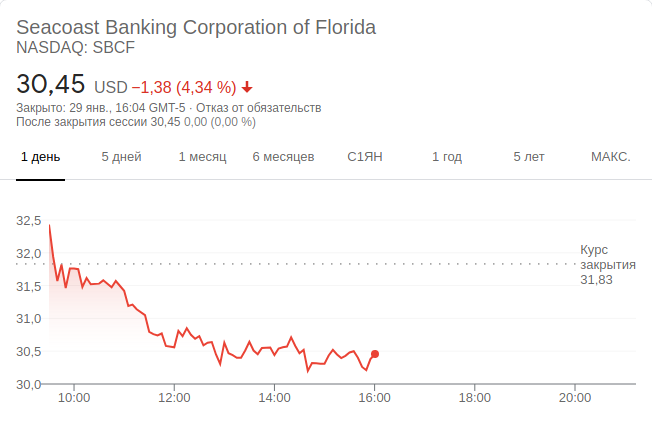 Seacoast Banking Corporation of Florida
NASDAQ: SBCF
30,45 USD −1,38 (4,34 %)
Закрыто: 29 янв., 16:04 GMT-5 · Отказ от обязательств
После закрытия сессии 30,45 0,00 (0,00 %)
1 день 5 дней 1 месяц 6 месяцев С1ЯН 1 год 5 лет МАКС.
32,5
32,0
31,5
31,0
30,5
30,0
Курс
закрытия
31,83
10:00 12:00 14:00 16:00 18:00 20:00